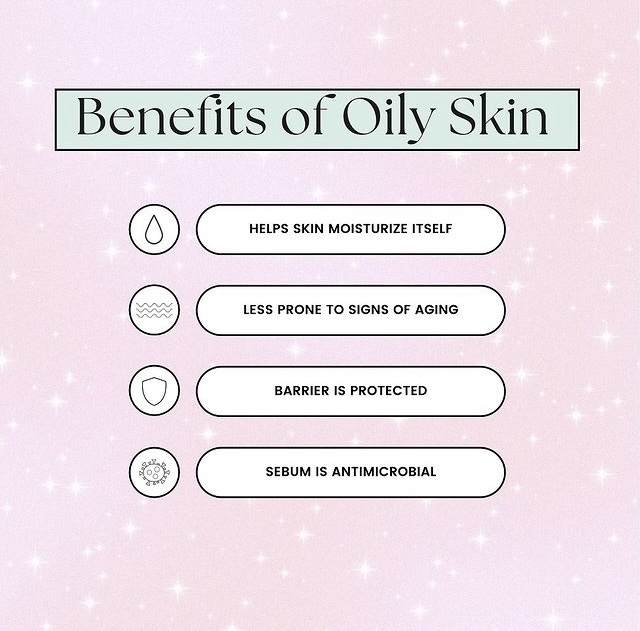 Benefits of Oily Skin
HELPS SKIN MOISTURIZE ITSELF
LESS PRONE TO SIGNS OF AGING
BARRIER IS PROTECTED
SEBUM IS ANTIMICROBIAL